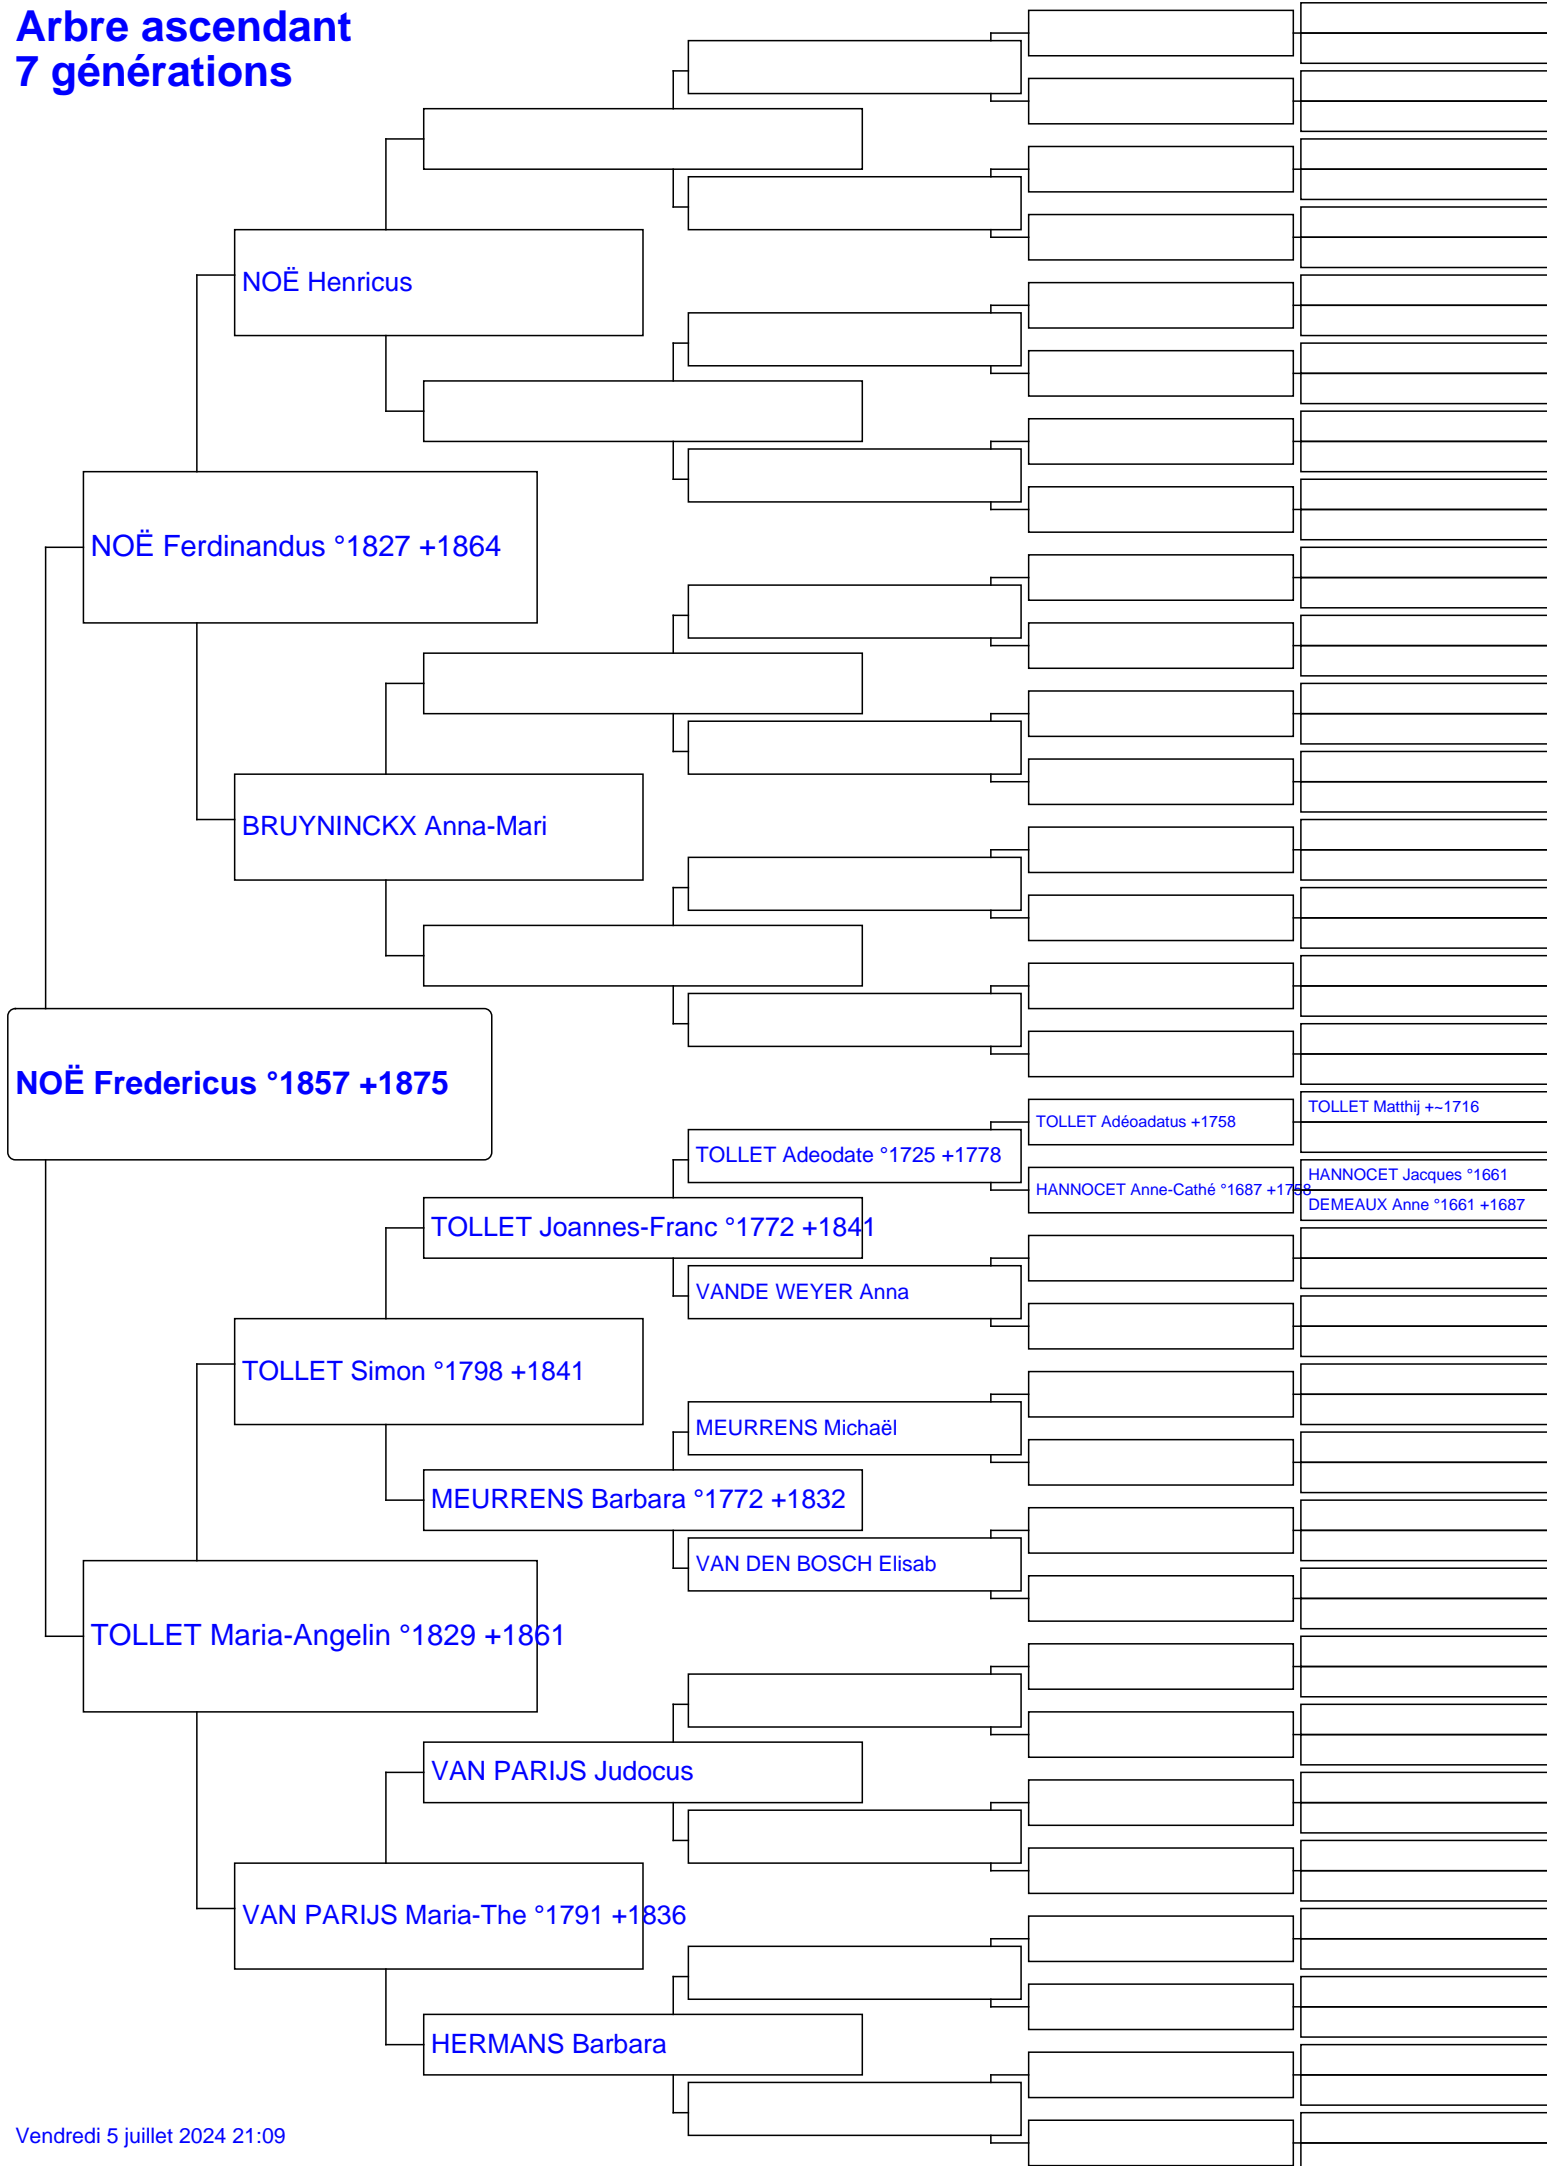 Arbre ascendant
7 générations
NOË Henricus
NOË Ferdinandus °1827 +1864
BRUYNINCKX Anna-Mari
NOË Fredericus °1857 +1875
TOLLET Matthij +~1716
TOLLET Adéoadatus +1758
TOLLET Adeodate °1725 +1778
HANNOCET Jacques °1661
HANNOCET Anne-Cathé °1687 +1758
DEMEAUX Anne °1661 +1687
TOLLET Joannes-Franc °1772 +1841
VANDE WEYER Anna
TOLLET Simon °1798 +1841
MEURRENS Michaël
MEURRENS Barbara °1772 +1832
VAN DEN BOSCH Elisab
TOLLET Maria-Angelin °1829 +1861
VAN PARIJS Judocus
VAN PARIJS Maria-The °1791 +1836
HERMANS Barbara
Vendredi 5 juillet 2024 21:09